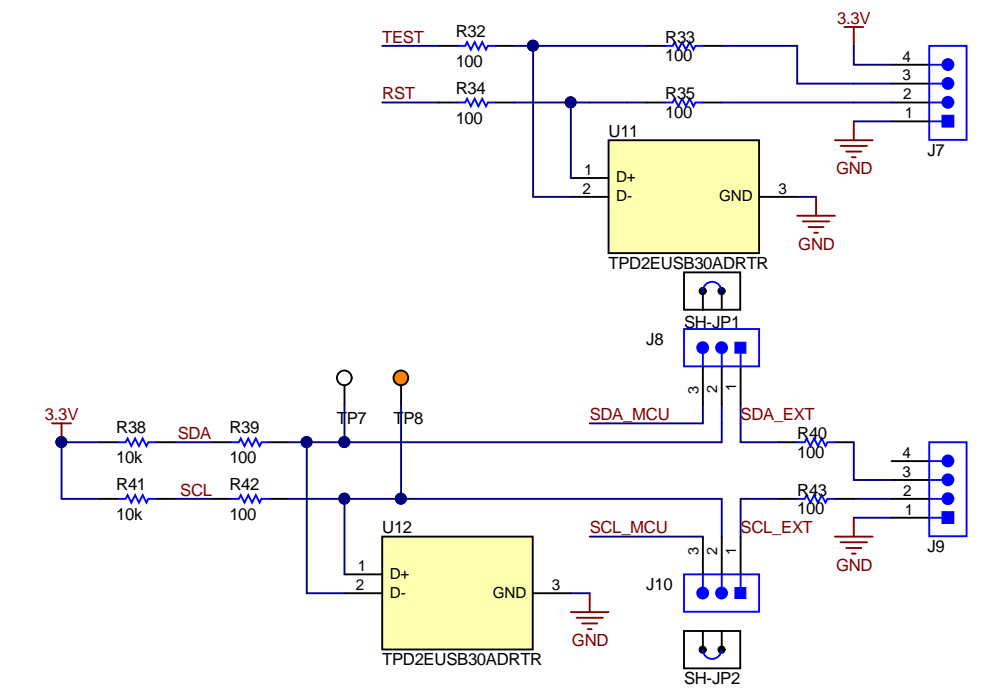 3.3V
TEST
R32
100
R33
100
4
3
2
1
RST
R34
100
R35
100
J7
GND
U11
1
D+
2
D-
GND
3
GND
TPD2EUSB30ADRTR
SH-JP1
J8
3
2
1
TP7
TP8
SDA_MCU
SDA_EXT
3.3V
R38
10k
SDA
R39
100
R40
100
4
3
2
1
R41
10k
SCL
R42
100
R43
100
J9
GND
U12
SCL_MCU
SCL_EXT
3
2
1
1
D+
2
D-
GND
3
J10
GND
TPD2EUSB30ADRTR
SH-JP2